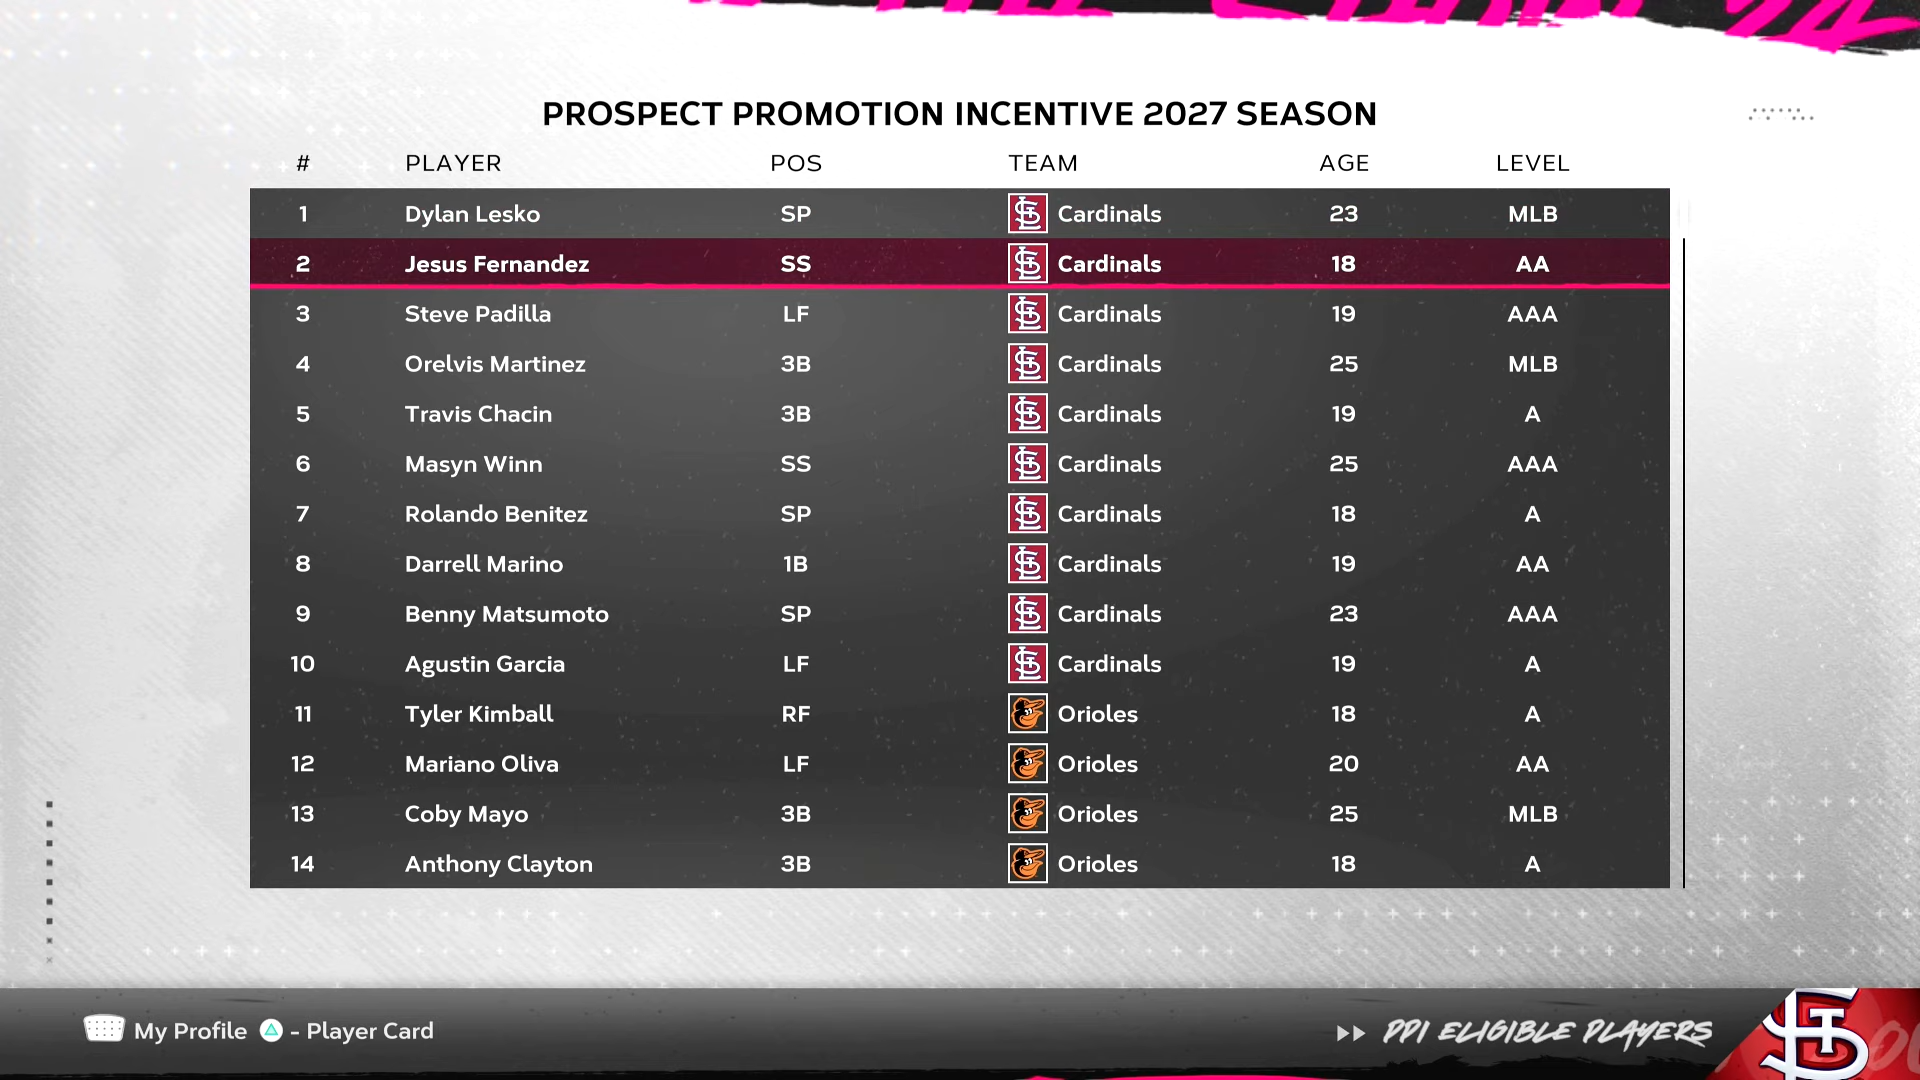 PROSPECT PROMOTION INCENTIVE 2027 SEASON
# PLAYER POS TEAM AGE LEVEL
1 Dylan Lesko SP Cardinals 23 MLB
2 Jesus Fernandez SS Cardinals 18 AA
3 Steve Padilla LF Cardinals 19 AAA
4 Orelvis Martinez 3B Cardinals 25 MLB
5 Travis Chacin 3B Cardinals 19 A
6 Masyn Winn SS Cardinals 25 AAA
7 Rolando Benitez SP Cardinals 18 A
8 Darrell Marino 1B Cardinals 19 AA
9 Benny Matsumoto SP Cardinals 23 AAA
10 Agustin Garcia LF Cardinals 19 A
11 Tyler Kimball RF Orioles 18 A
12 Mariano Oliva LF Orioles 20 AA
13 Coby Mayo 3B Orioles 25 MLB
14 Anthony Clayton 3B Orioles 18 A
My Profile - Player Card
PPI ELIGIBLE PLAYERS